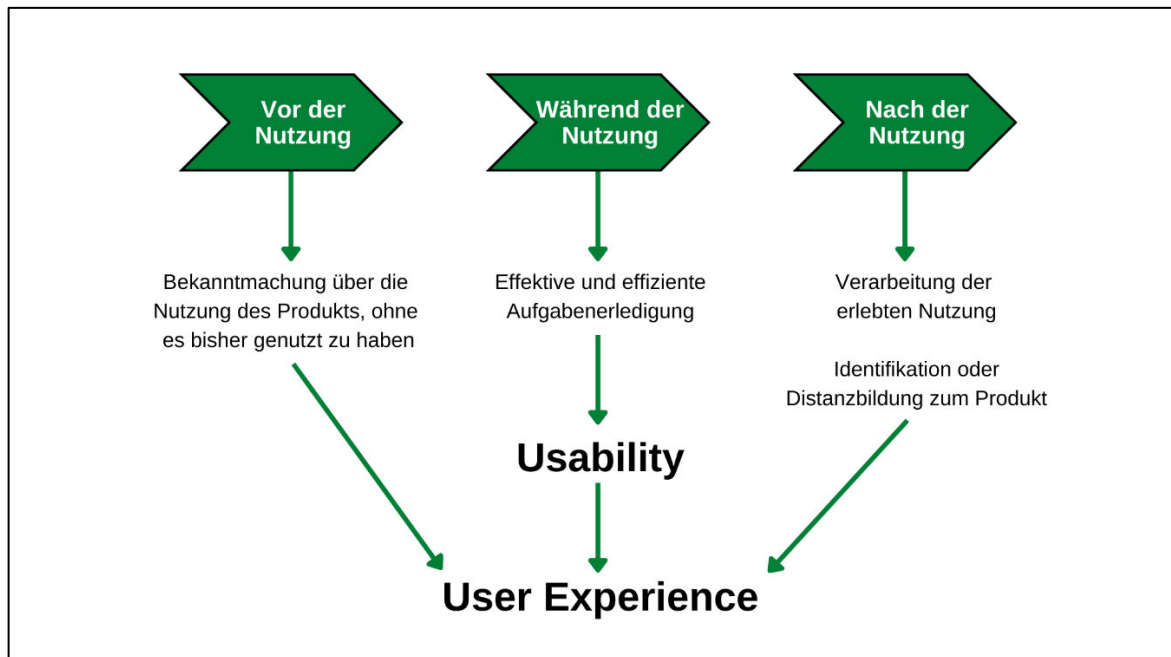 Vor der
Nutzung
Während der
Nutzung
Nach der
Nutzung
Bekanntmachung über die
Nutzung des Produkts, ohne
es bisher genutzt zu haben
Effektive und effiziente
Aufgabenerledigung
Verarbeitung der
erlebten Nutzung
Identifikation oder
Distanzbildung zum Produkt
Usability
User Experience